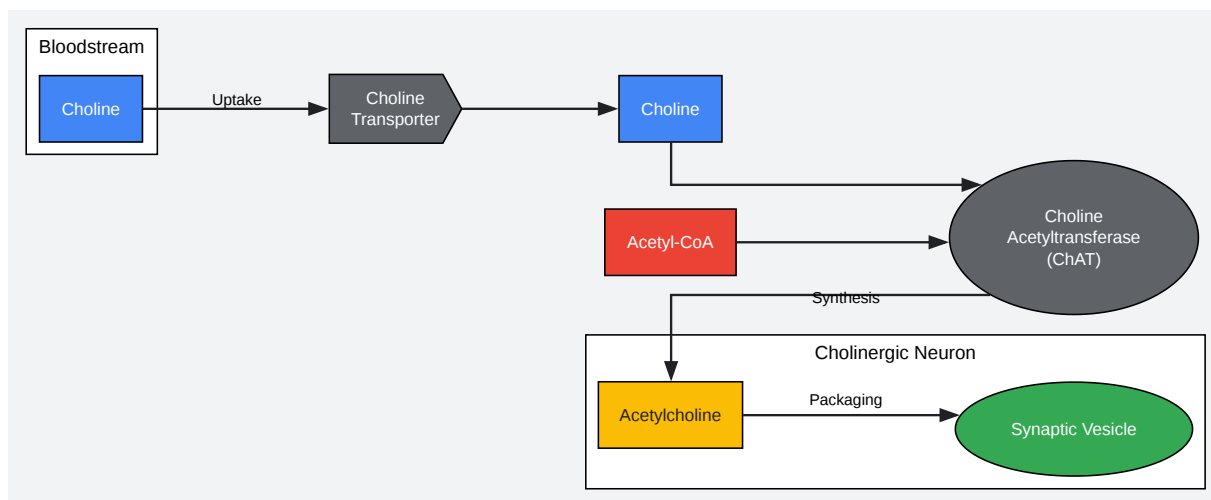 Bloodstream
Choline
Uptake
Choline
Transporter
Choline
Acetyl-CoA
Choline
Acetyltransferase
(ChAT)
Synthesis
Cholinergic Neuron
Acetylcholine
Packaging
Synaptic Vesicle